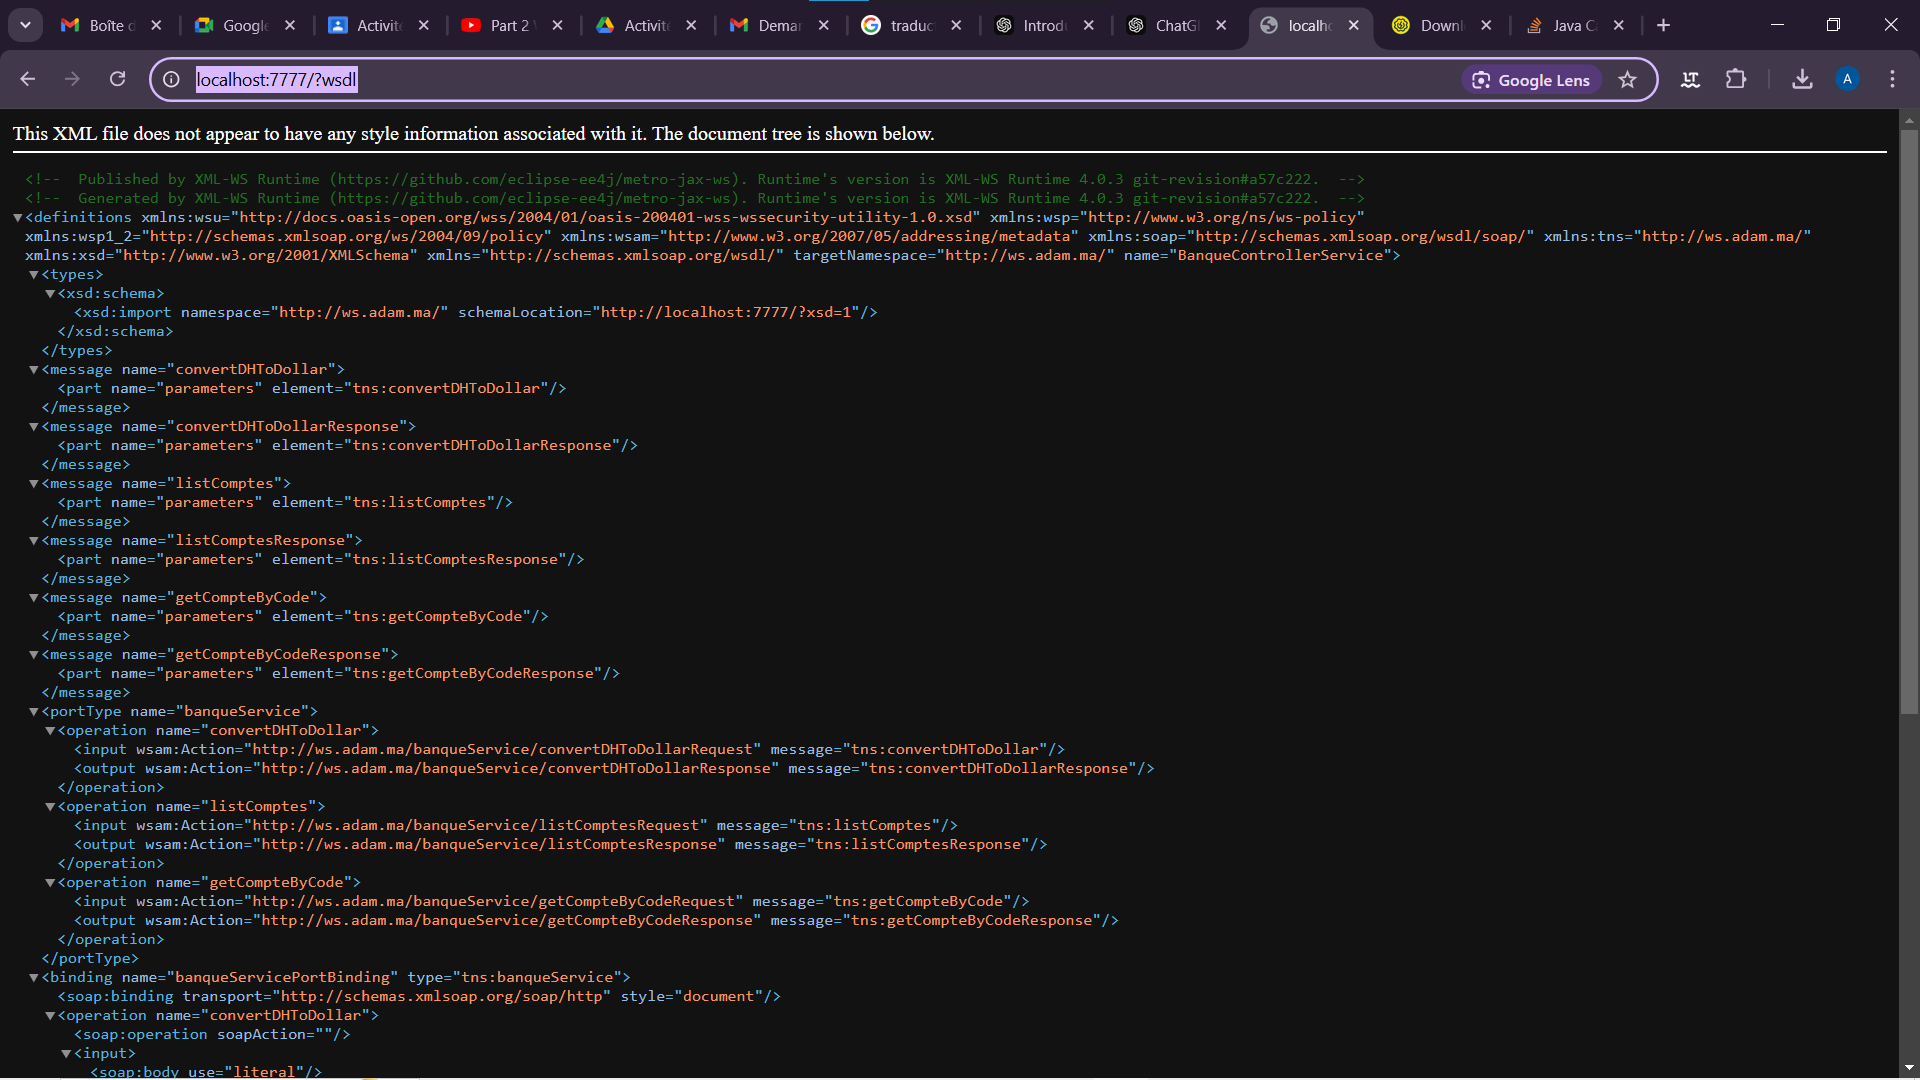 Boîte d
Google
Activité
Part 2
Activité
Demar
traduc
Introdu
ChatG
localho
Downl
Java C
localhost:7777/?wsdl
Google Lens
A
This XML file does not appear to have any style information associated with it. The document tree is shown below.
<!-- Published by XML-WS Runtime (https://github.com/eclipse-ee4j/metro-jax-ws). Runtime's version is XML-WS Runtime 4.0.3 git-revision#a57c222. -->
<!-- Generated by XML-WS Runtime (https://github.com/eclipse-ee4j/metro-jax-ws). Runtime's version is XML-WS Runtime 4.0.3 git-revision#a57c222. -->
<definitions xmlns:wsu="http://docs.oasis-open.org/wss/2004/01/oasis-200401-wss-wssecurity-utility-1.0.xsd" xmlns:wsp="http://www.w3.org/ns/ws-policy"
xmlns:wsp1_2="http://schemas.xmlsoap.org/ws/2004/09/policy" xmlns:wsam="http://www.w3.org/2007/05/addressing/metadata" xmlns:soap="http://schemas.xmlsoap.org/wsdl/soap/" xmlns:tns="http://ws.adam.ma/"
xmlns:xsd="http://www.w3.org/2001/XMLSchema" xmlns="http://schemas.xmlsoap.org/wsdl/" targetNamespace="http://ws.adam.ma/" name="BanqueControllerService">
<types>
<xsd:schema>
<xsd:import namespace="http://ws.adam.ma/" schemaLocation="http://localhost:7777/?xsd=1"/>
</xsd:schema>
</types>
<message name="convertDHToDollar">
<part name="parameters" element="tns:convertDHToDollar"/>
</message>
<message name="convertDHToDollarResponse">
<part name="parameters" element="tns:convertDHToDollarResponse"/>
</message>
<message name="listComptes">
<part name="parameters" element="tns:listComptes"/>
</message>
<message name="listComptesResponse">
<part name="parameters" element="tns:listComptesResponse"/>
</message>
<message name="getCompteByCode">
<part name="parameters" element="tns:getCompteByCode"/>
</message>
<message name="getCompteByCodeResponse">
<part name="parameters" element="tns:getCompteByCodeResponse"/>
</message>
<portType name="banqueService">
<operation name="convertDHToDollar">
<input wsam:Action="http://ws.adam.ma/banqueService/convertDHToDollarRequest" message="tns:convertDHToDollar"/>
<output wsam:Action="http://ws.adam.ma/banqueService/convertDHToDollarResponse" message="tns:convertDHToDollarResponse"/>
</operation>
<operation name="listComptes">
<input wsam:Action="http://ws.adam.ma/banqueService/listComptesRequest" message="tns:listComptes"/>
<output wsam:Action="http://ws.adam.ma/banqueService/listComptesResponse" message="tns:listComptesResponse"/>
</operation>
<operation name="getCompteByCode">
<input wsam:Action="http://ws.adam.ma/banqueService/getCompteByCodeRequest" message="tns:getCompteByCode"/>
<output wsam:Action="http://ws.adam.ma/banqueService/getCompteByCodeResponse" message="tns:getCompteByCodeResponse"/>
</operation>
</portType>
<binding name="banqueServicePortBinding" type="tns:banqueService">
<soap:binding transport="http://schemas.xmlsoap.org/soap/http" style="document"/>
<operation name="convertDHToDollar">
<soap:operation soapAction=""/>
<input>
<soap:body use="literal"/>